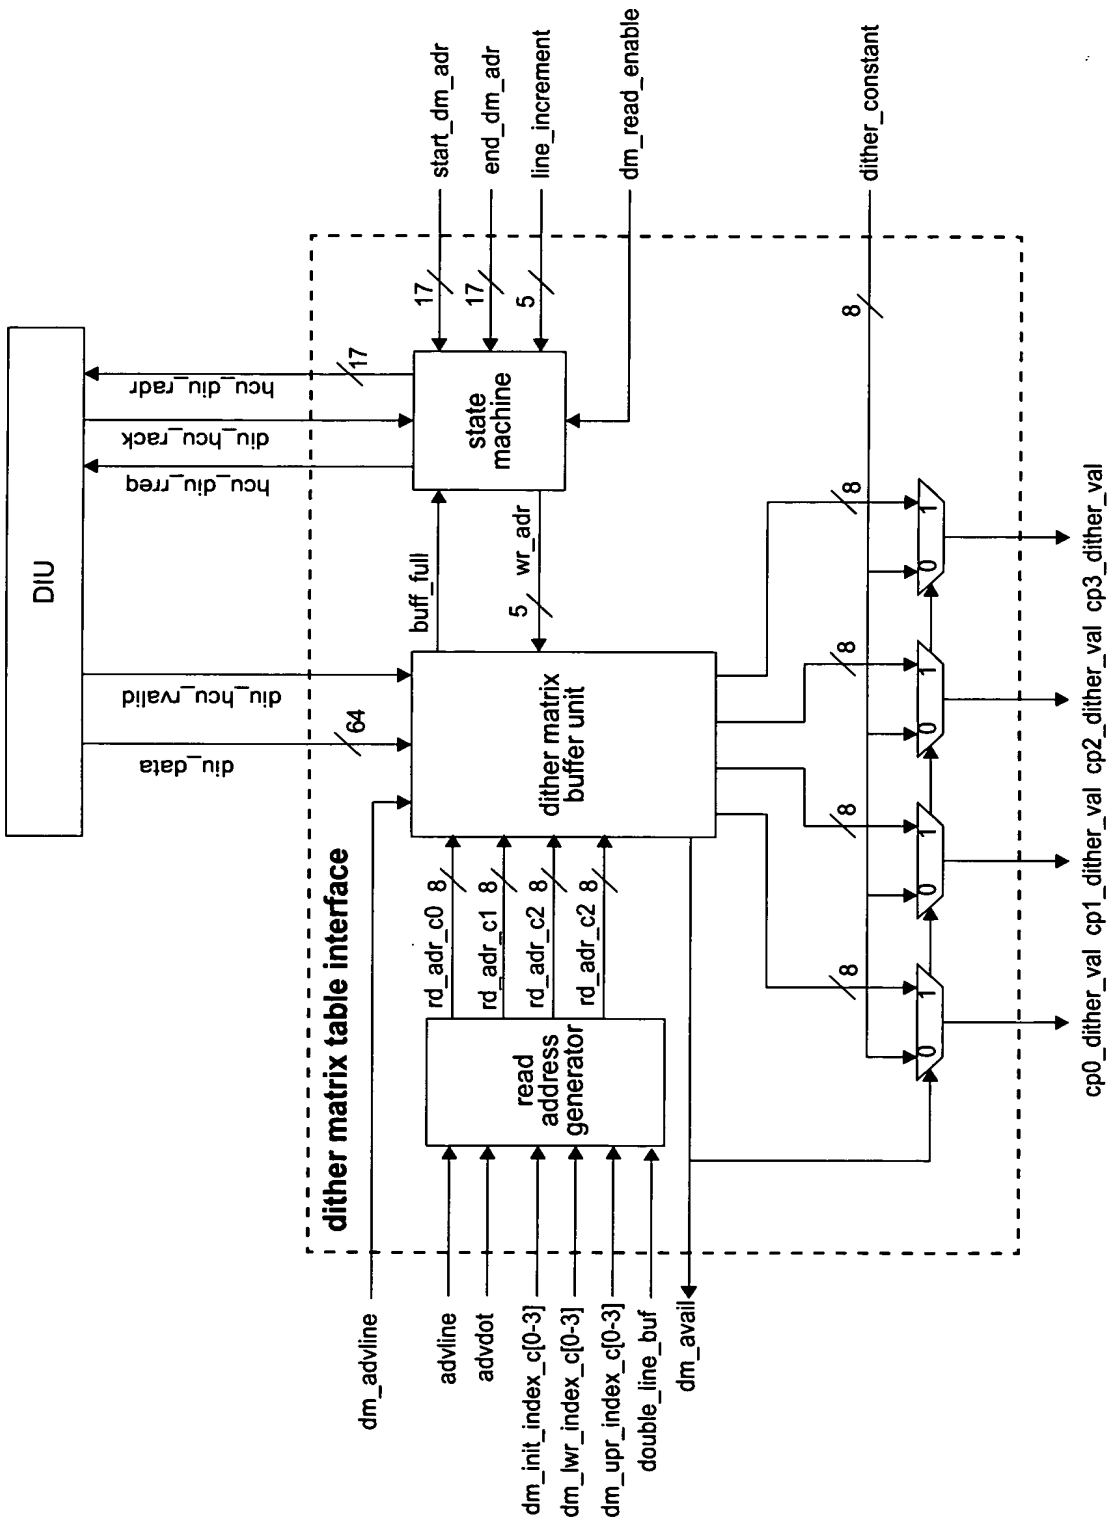 DIU
hcu_diu_radr
17
diu_hcu_rack
hcu_diu_rreq
diu_hcu_rvalid
diu_data
64
start_dm_adr
17
end_dm_adr
17
line_increment
5
dm_read_enable
state
machine
buff_full
wr_adr
5
dither matrix table interface
dither matrix
buffer unit
rd_adr_c0
8
rd_adr_c1
8
rd_adr_c2
8
rd_adr_c2
8
read
address
generator
dm_advline
advline
advdot
dm_init_index_c[0-3]
dm_lwr_index_c[0-3]
dm_upr_index_c[0-3]
double_line_buf
dm_avail
dither_constant
8
8
8
8
8
0 1
0 1
0 1
0 1
cp0_dither_val cp1_dither_val cp2_dither_val cp3_dither_val